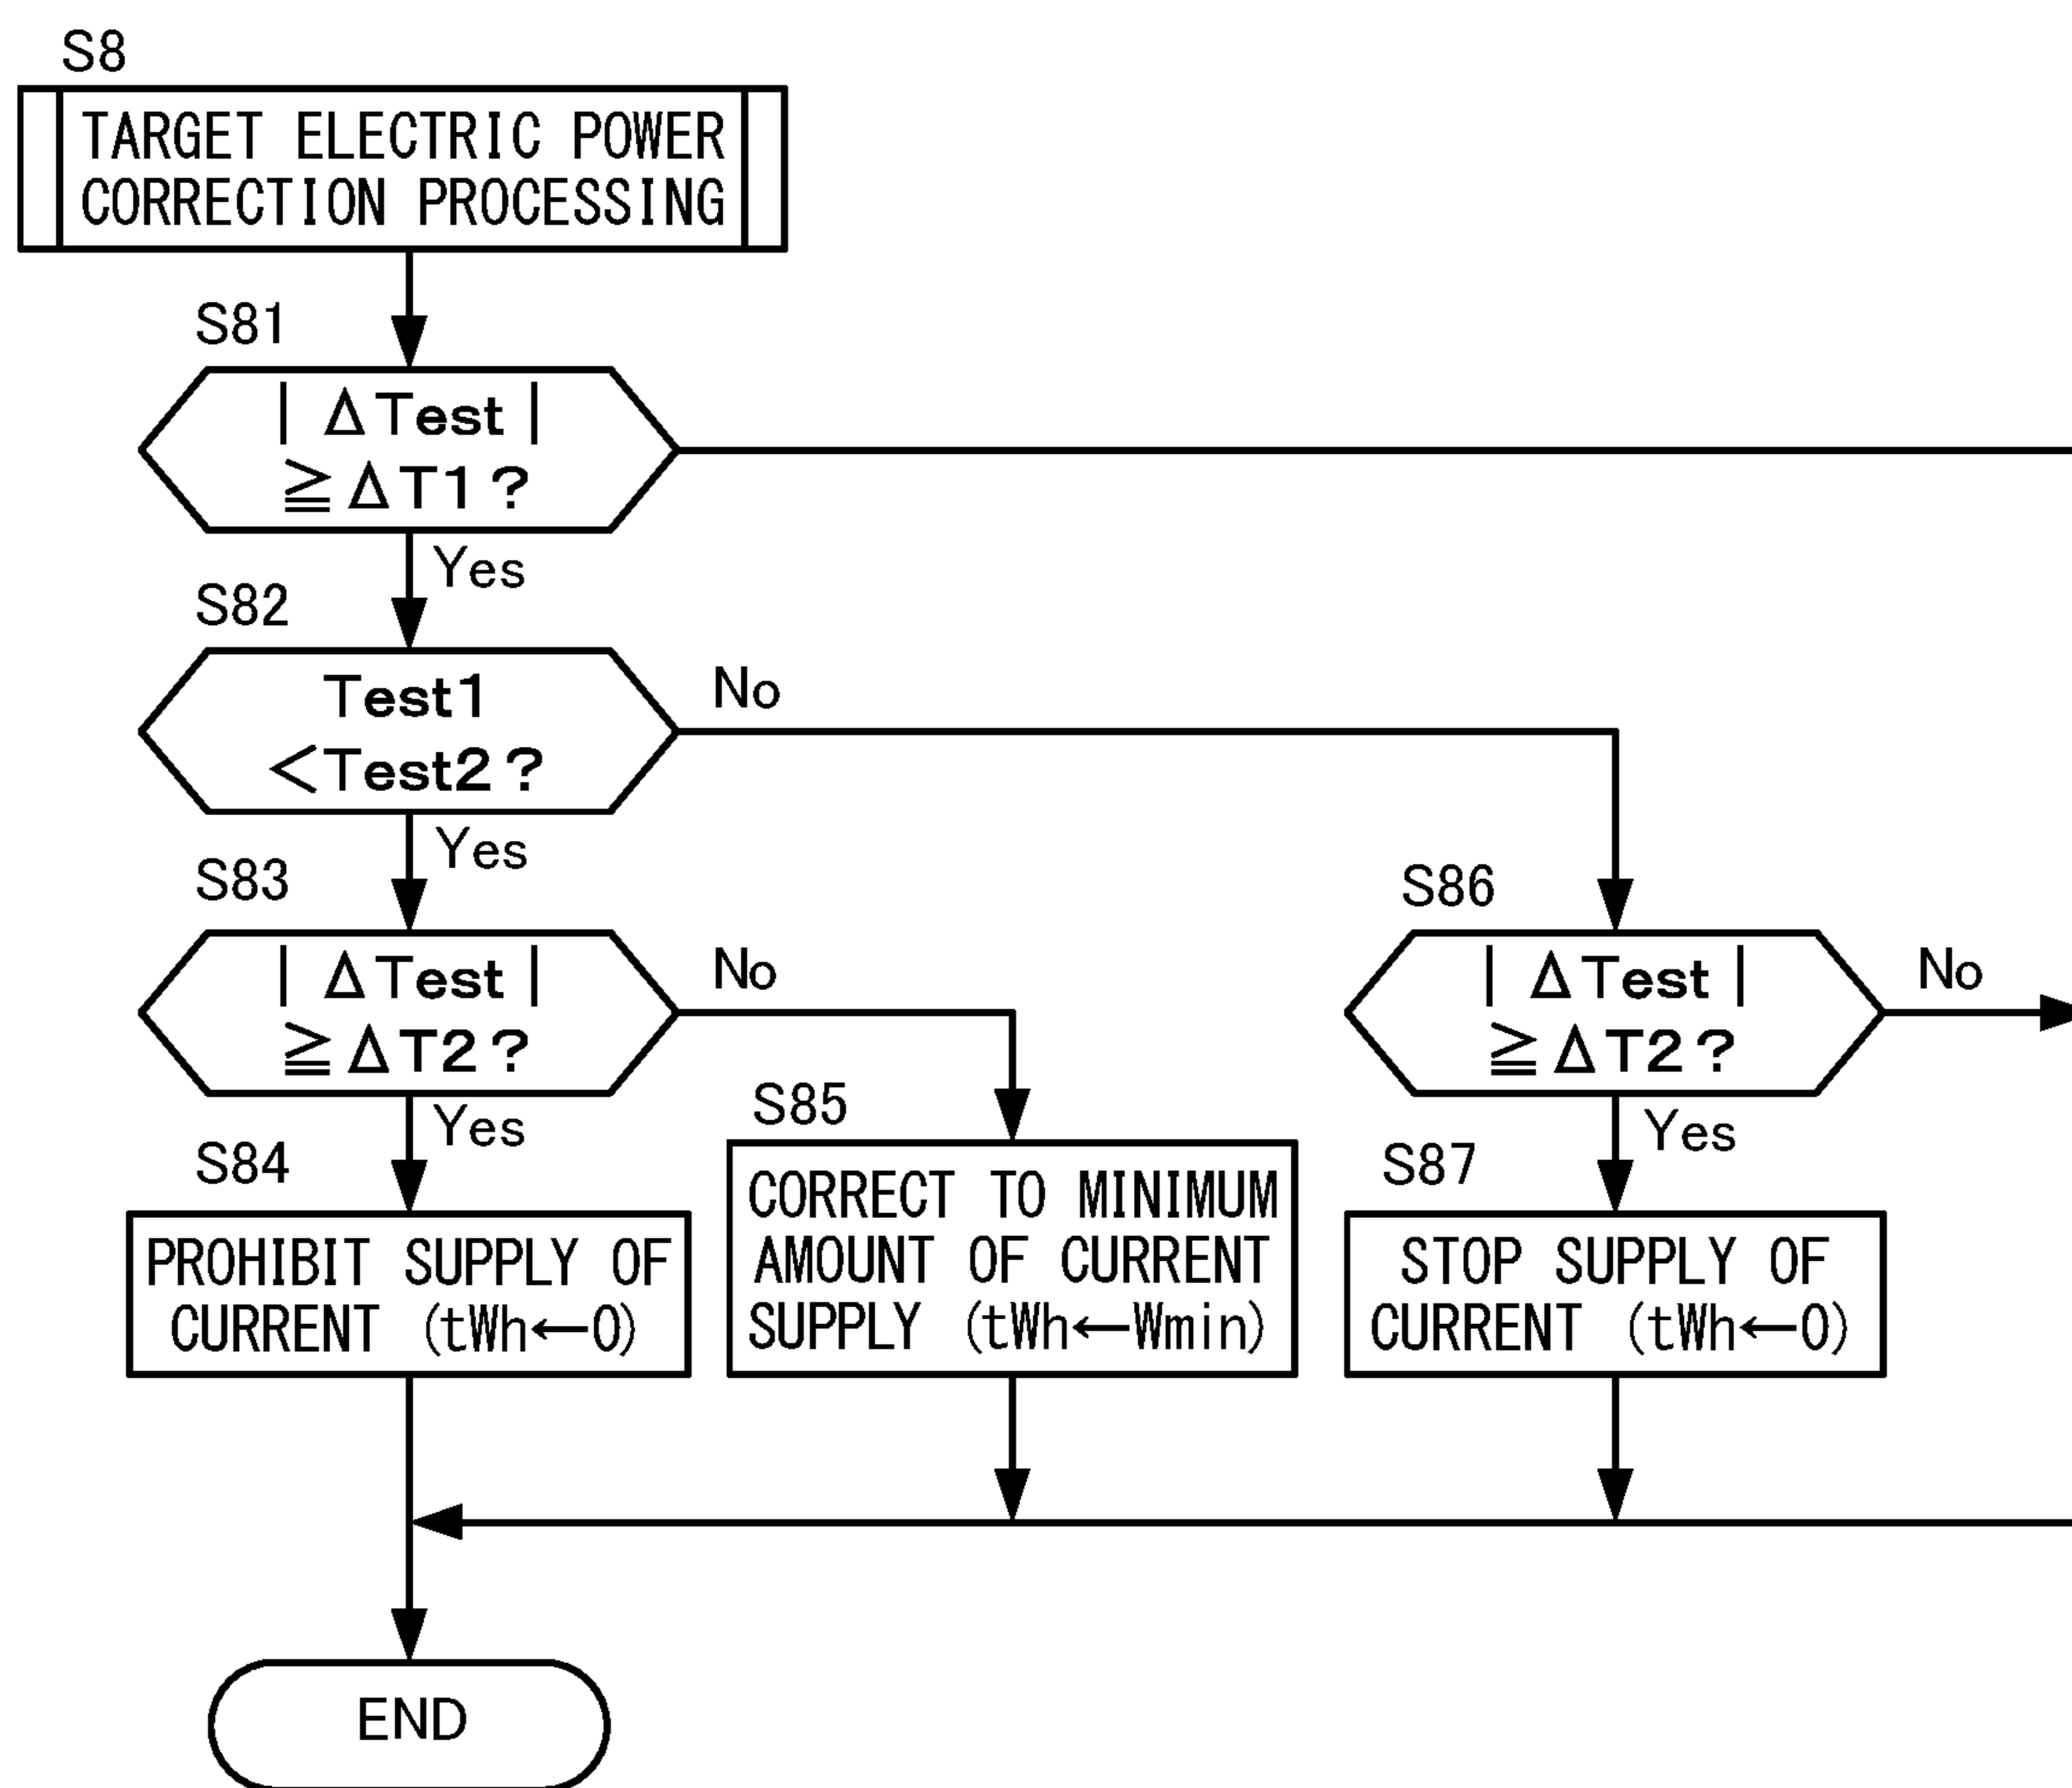 S8
TARGET ELECTRIC POWER
CORRECTION PROCESSING
S81
| ΔTest |
≧ΔT1?
Yes
S82
Test1
<Test2?
No
Yes
S83
| ΔTest |
≧ΔT2?
No
Yes
S86
| ΔTest |
≧ΔT2?
No
Yes
S84
PROHIBIT SUPPLY OF
CURRENT (tWh←0)
S85
CORRECT TO MINIMUM
AMOUNT OF CURRENT
SUPPLY (tWh←Wmin)
S87
STOP SUPPLY OF
CURRENT (tWh←0)
END